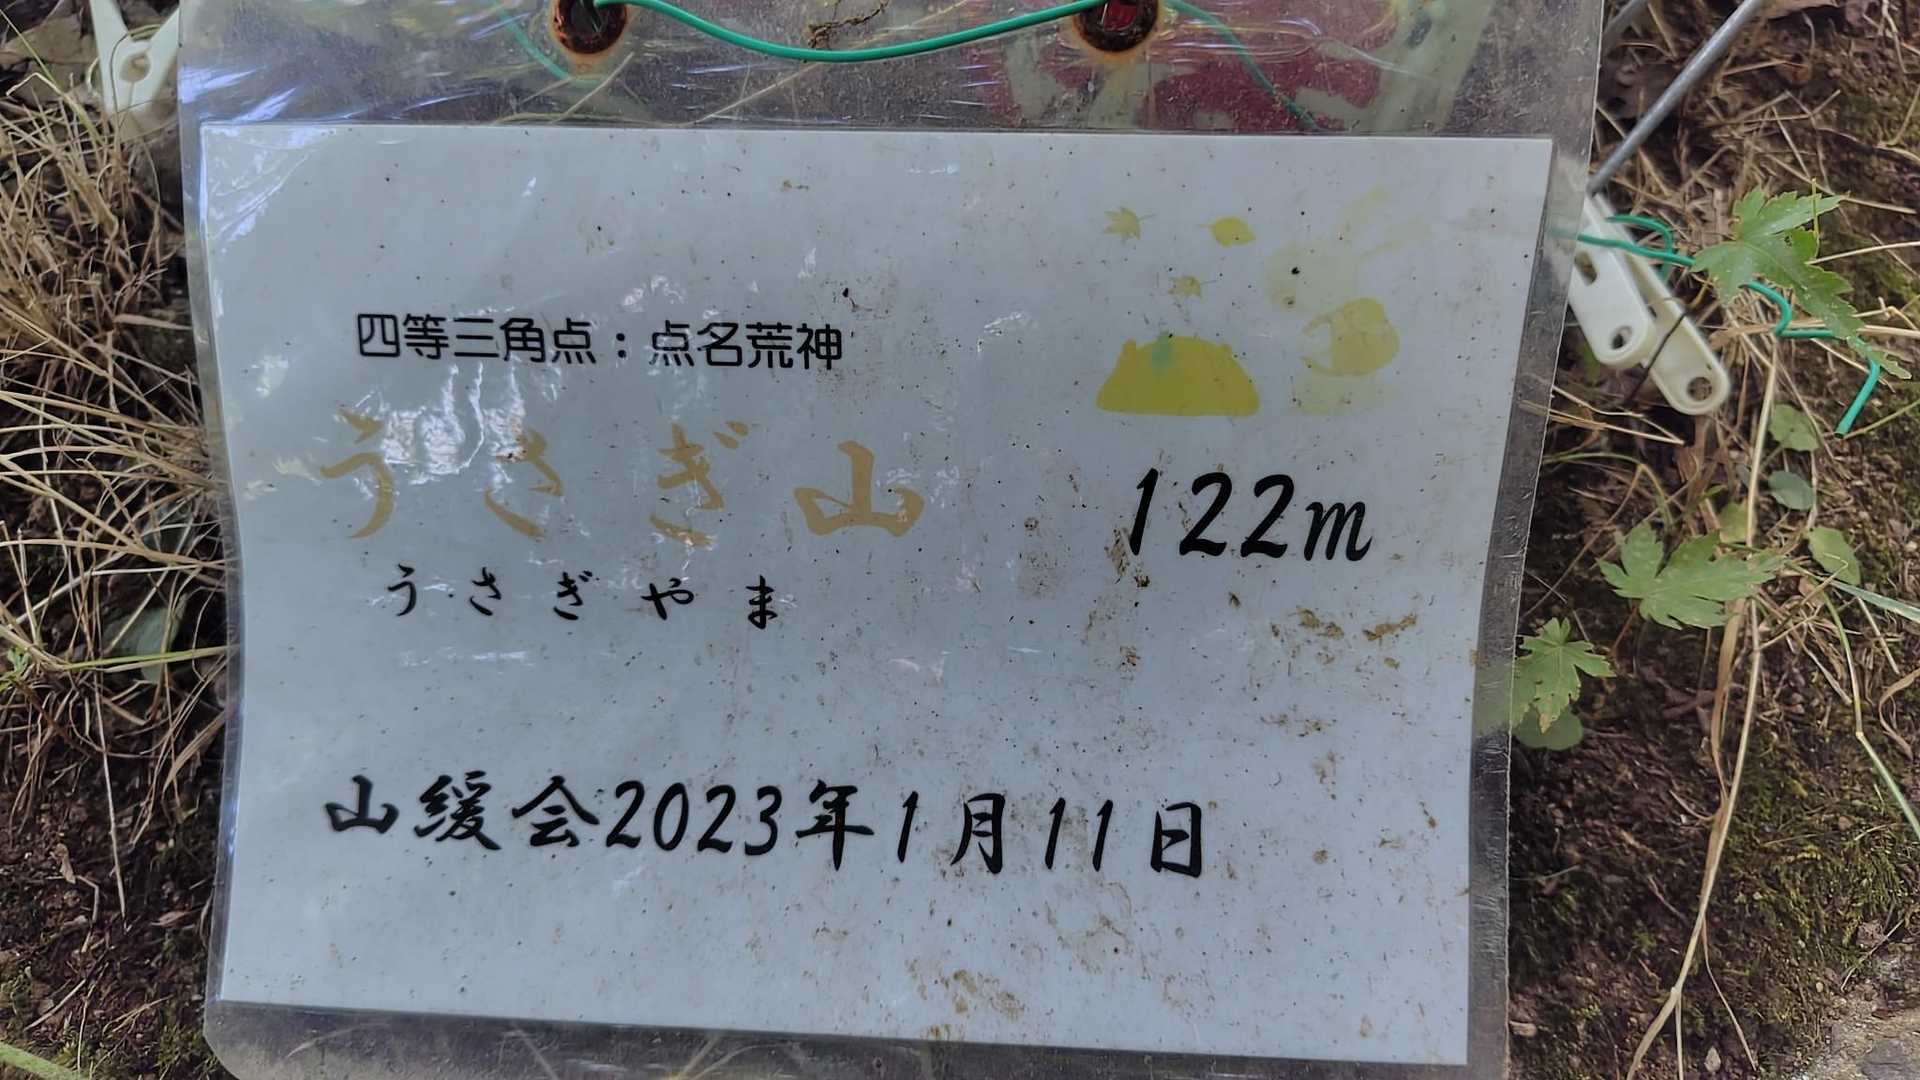 四等三角点：点名荒神
うさぎ山 122m
うさぎやま
山緩会2023年1月11日